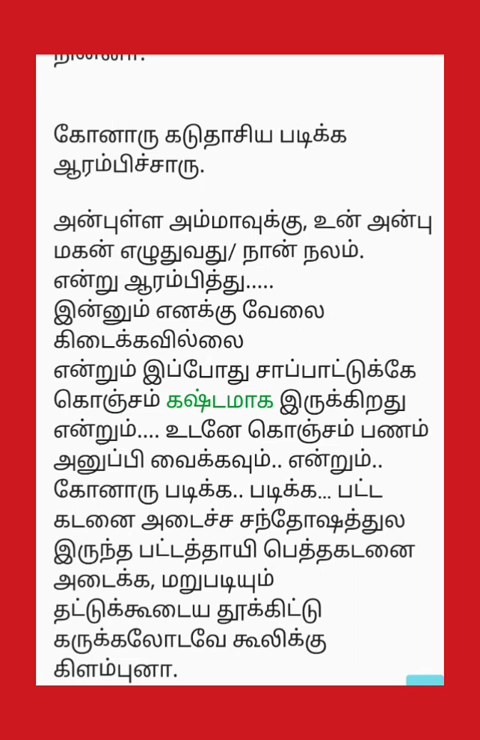 கோனாரு கடுதாசிய படிக்க
ஆரம்பிச்சாரு.
அன்புள்ள அம்மாவுக்கு, உன் அன்பு
மகன் எழுதுவது/ நான் நலம்.
என்று ஆரம்பித்து.....
இன்னும் எனக்கு வேலை
கிடைக்கவில்லை
என்றும் இப்போது சாப்பாட்டுக்கே
கொஞ்சம் கஷ்டமாக இருக்கிறது
என்றும்.... உடனே கொஞ்சம் பணம்
அனுப்பி வைக்கவும்.. என்றும்..
கோனாரு படிக்க.. படிக்க... பட்ட
கடனை அடைச்ச சந்தோஷத்துல
இருந்த பட்டத்தாயி பெத்தகடனை
அடைக்க, மறுபடியும்
தட்டுக்கூடைய தூக்கிட்டு
கருக்கலோடவே கூலிக்கு
கிளம்புனா.